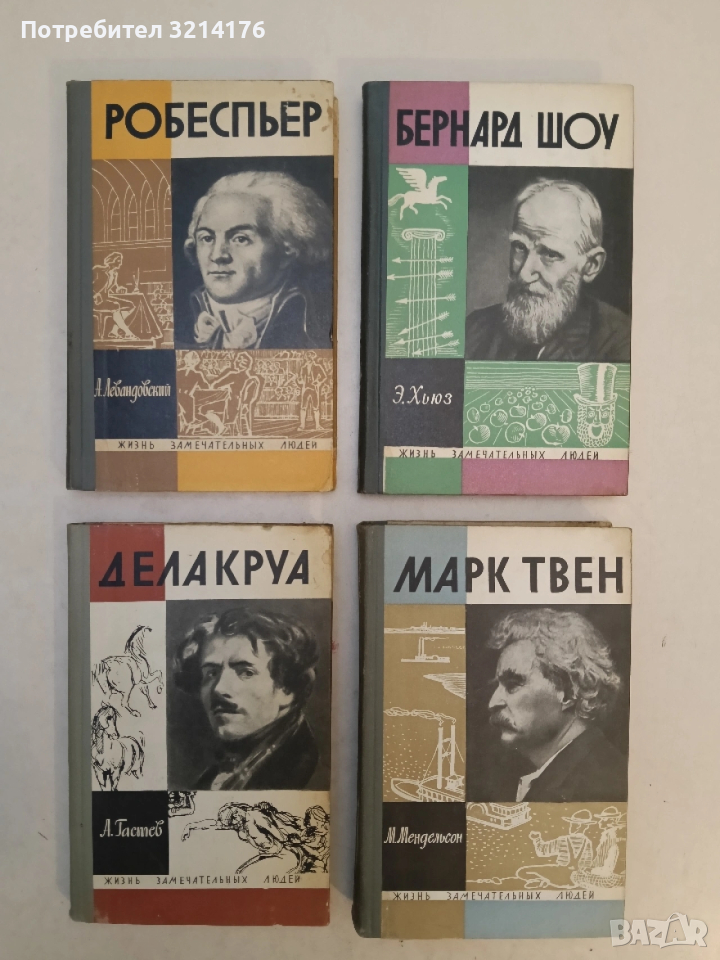 Потребител 3214176
РОБЕСПЬЕР
А.Левандовский
ЖИЗНЬ ЗАМЕЧАТЕЛЬНЫХ ЛЮДЕЙ
БЕРНАРД ШОУ
Э.Хьюз
ЖИЗНЬ ЗАМЕЧАТЕЛЬНЫХ ЛЮДЕЙ
ДЕЛАКРУА
А.Гастев
ЖИЗНЬ ЗАМЕЧАТЕЛЬНЫХ ЛЮДЕЙ
МАРК ТВЕН
М.Мендельсон
ЖИЗНЬ ЗАМЕЧАТЕЛЬНЫХ ЛЮДЕЙ
BAZAR